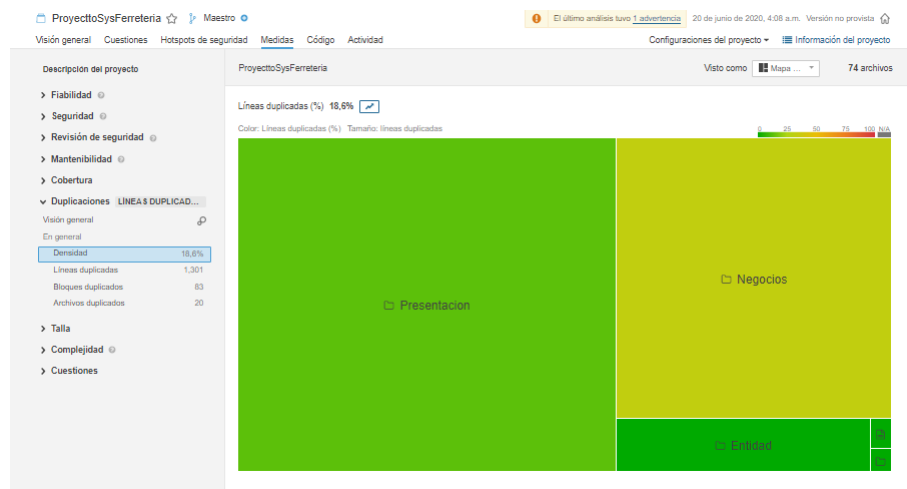 ProyecttoSysFerreteria Maestro
El último análisis tuvo 1 advertencia 20 de junio de 2020, 4:08 a.m. Versión no provista
Visión general Cuestiones Hotspots de seguridad Medidas Código Actividad
Configuraciones del proyecto Información del proyecto
Descripción del proyecto
ProyecttoSysFerreteria
Visto como Mapa ... 74 archivos
Fiabilidad
Seguridad
Revisión de seguridad
Mantenibilidad
Cobertura
Duplicaciones LÍNEAS DUPLICAD...
Visión general
En general
Densidad 18,6%
Líneas duplicadas 1,301
Bloques duplicados 83
Archivos duplicados 20
Talla
Complejidad
Cuestiones
Líneas duplicadas (%) 18,6%
Color: Líneas duplicadas (%) Tamaño: líneas duplicadas
0 25 50 75 100 N/A
Presentacion
Negocios
Entidad